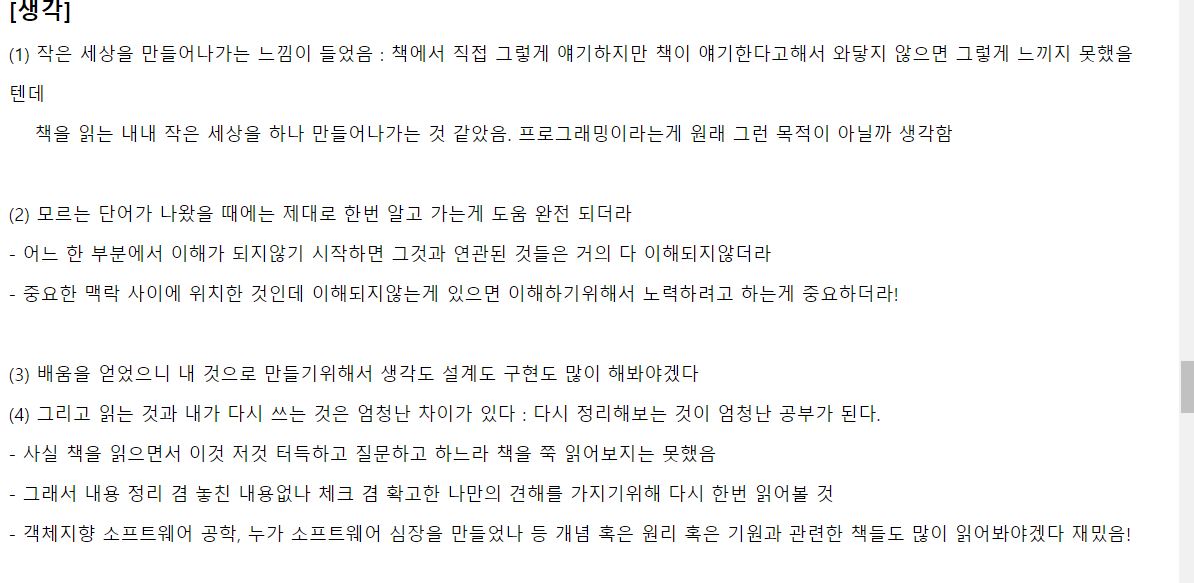 [생각]
(1) 작은 세상을 만들어나가는 느낌이 들었음 : 책에서 직접 그렇게 얘기하지만 책이 얘기한다고해서 와닿지 않으면 그렇게 느끼지 못했을
텐데
책을 읽는 내내 작은 세상을 하나 만들어나가는 것 같았음. 프로그래밍이라는게 원래 그런 목적이 아닐까 생각함
(2) 모르는 단어가 나왔을 때에는 제대로 한번 알고 가는게 도움 완전 되더라
- 어느 한 부분에서 이해가 되지않기 시작하면 그것과 연관된 것들은 거의 다 이해되지않더라
- 중요한 맥락 사이에 위치한 것인데 이해되지않는게 있으면 이해하기위해서 노력하려고 하는게 중요하더라!
(3) 배움을 얻었으니 내 것으로 만들기위해서 생각도 설계도 구현도 많이 해봐야겠다
(4) 그리고 읽는 것과 내가 다시 쓰는 것은 엄청난 차이가 있다 : 다시 정리해보는 것이 엄청난 공부가 된다.
- 사실 책을 읽으면서 이것 저것 터득하고 질문하고 하느라 책을 쭉 읽어보지는 못했음
- 그래서 내용 정리 겸 놓친 내용없나 체크 겸 확고한 나만의 견해를 가지기위해 다시 한번 읽어볼 것
- 객체지향 소프트웨어 공학, 누가 소프트웨어 심장을 만들었나 등 개념 혹은 원리 혹은 기원과 관련한 책들도 많이 읽어봐야겠다 재밌음!